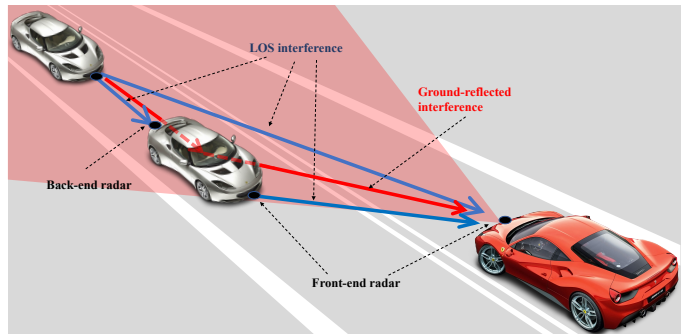 LOS interference
Ground-reflected
interference
Back-end radar
Front-end radar